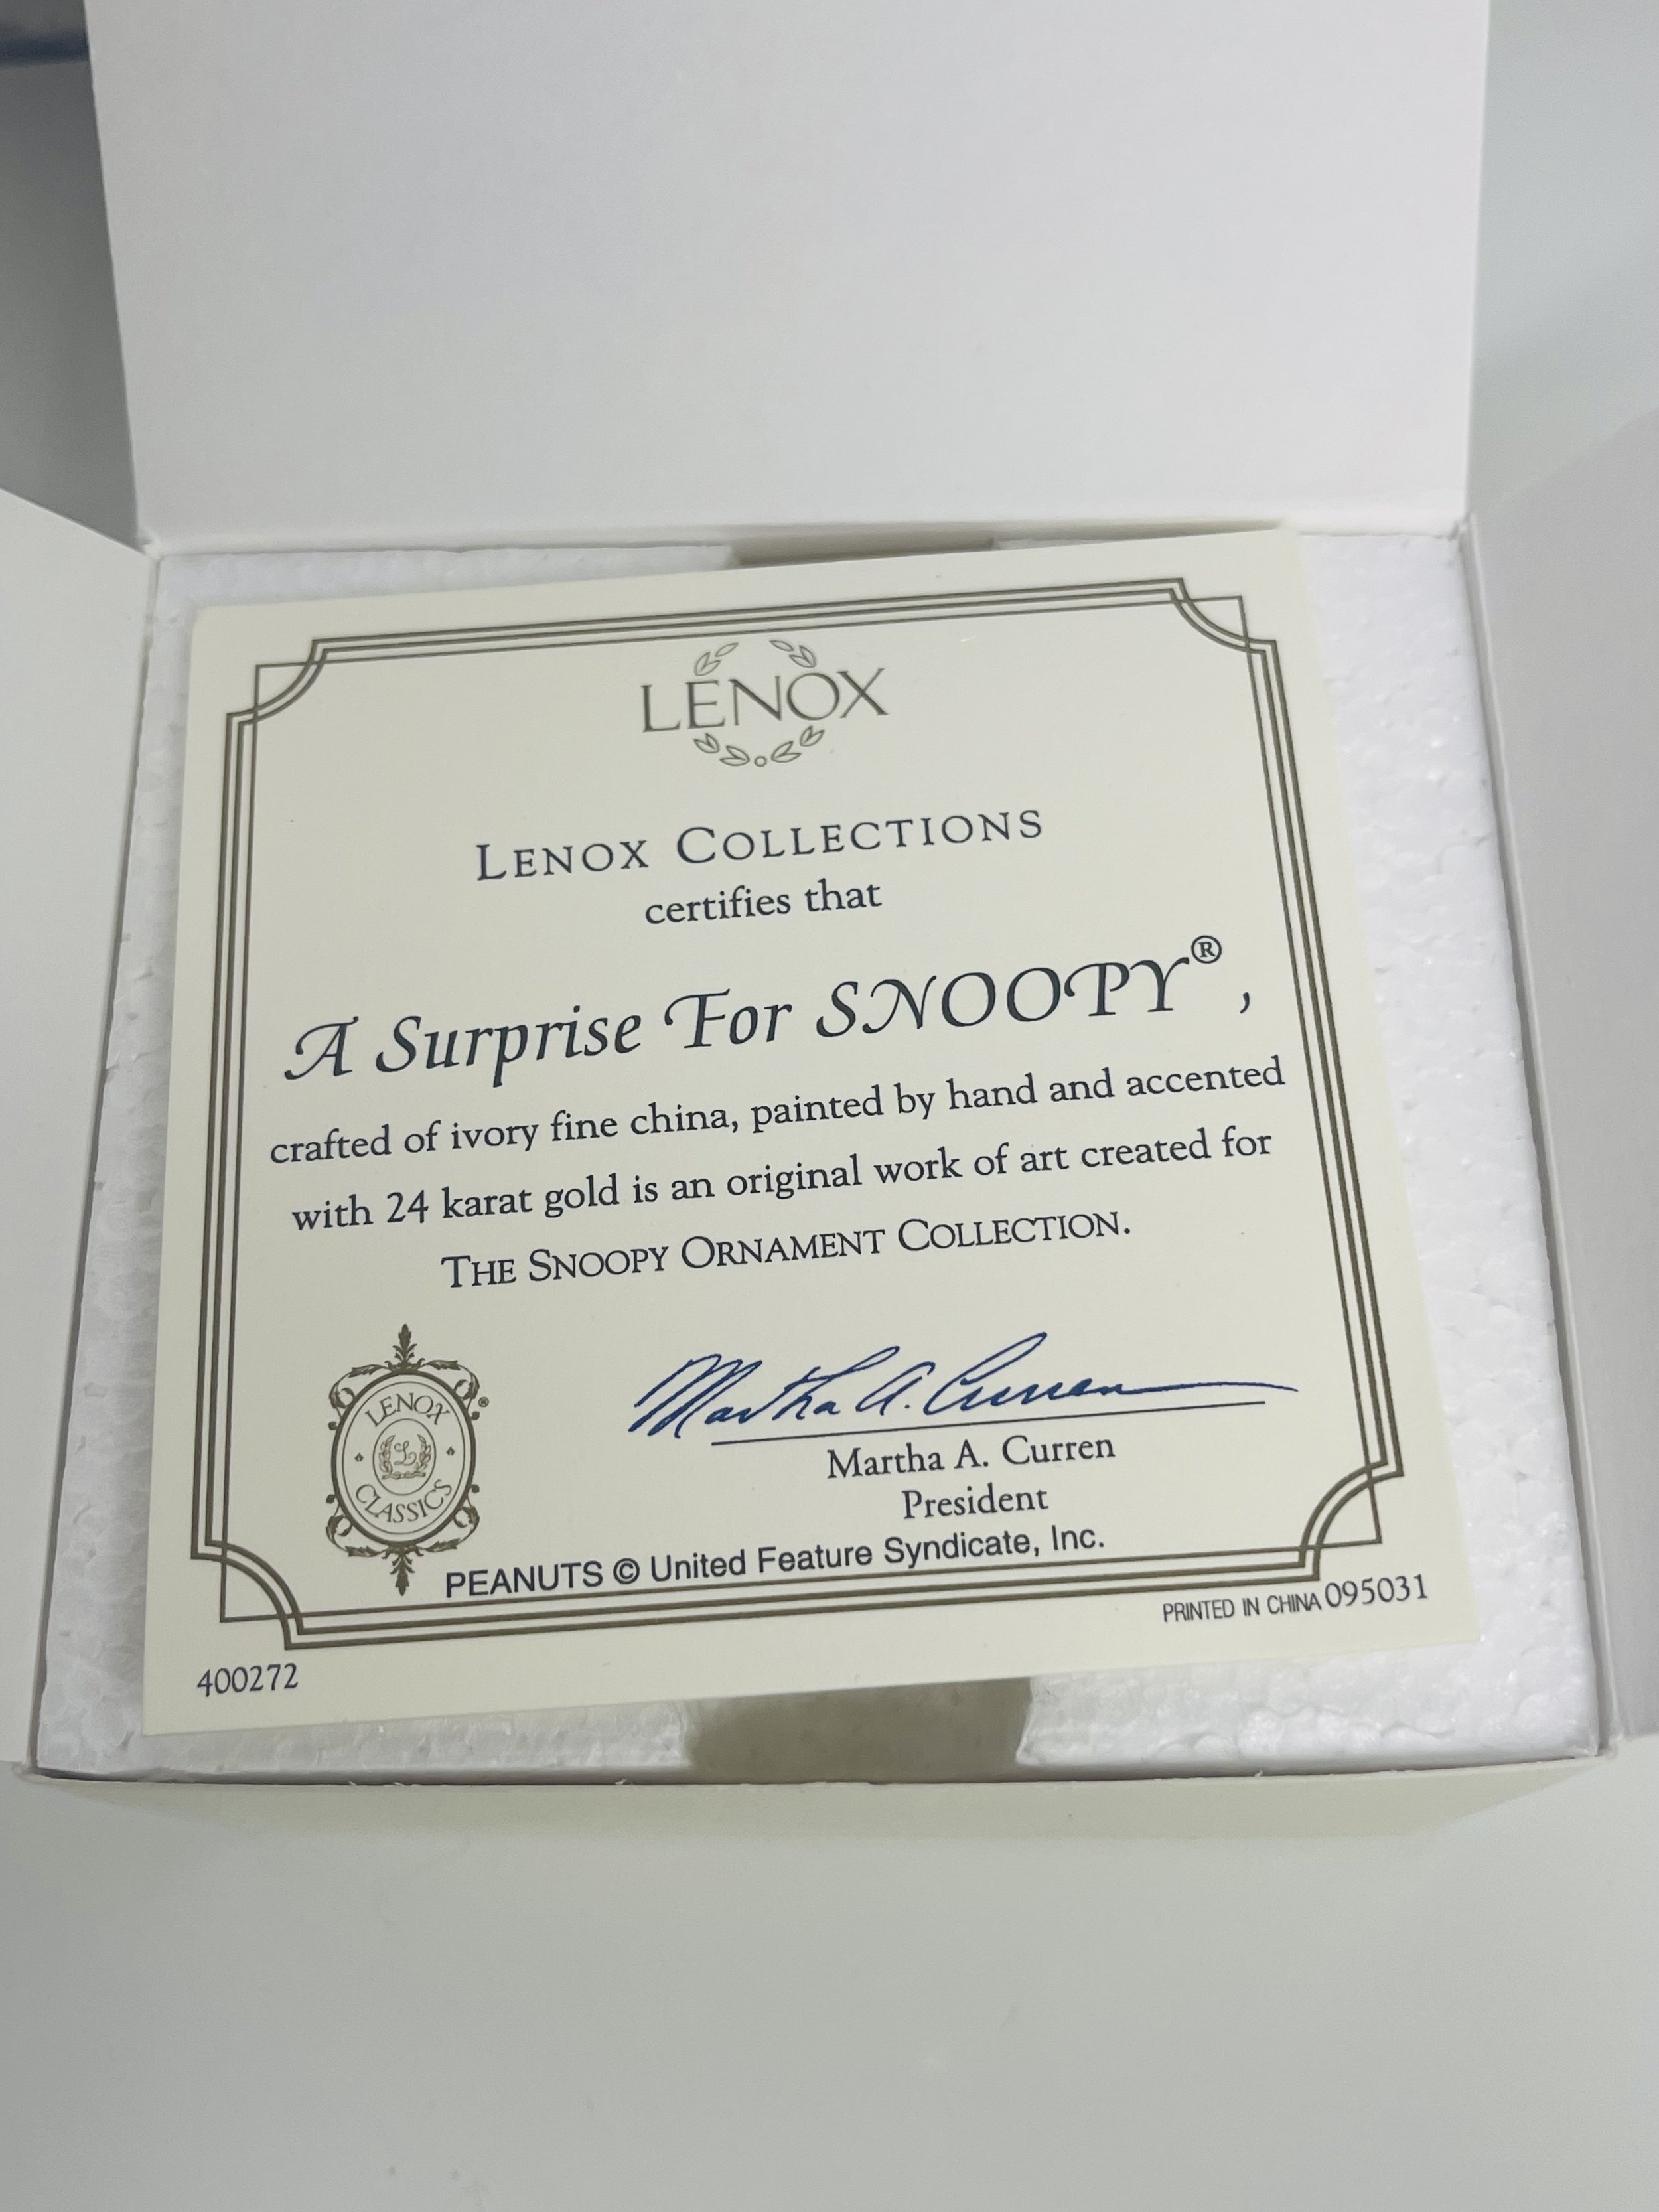 LENOX
LENOX COLLECTIONS
certifies that
A Surprise For SNOOPY® ,
crafted of ivory fine china, painted by hand and accented
with 24 karat gold is an original work of art created for
THE SNOOPY ORNAMENT COLLECTION.
LENOX ®
L
CLASSICS
Martha A. Curren
Martha A. Curren
President
PEANUTS © United Feature Syndicate, Inc.
PRINTED IN CHINA 095031
400272